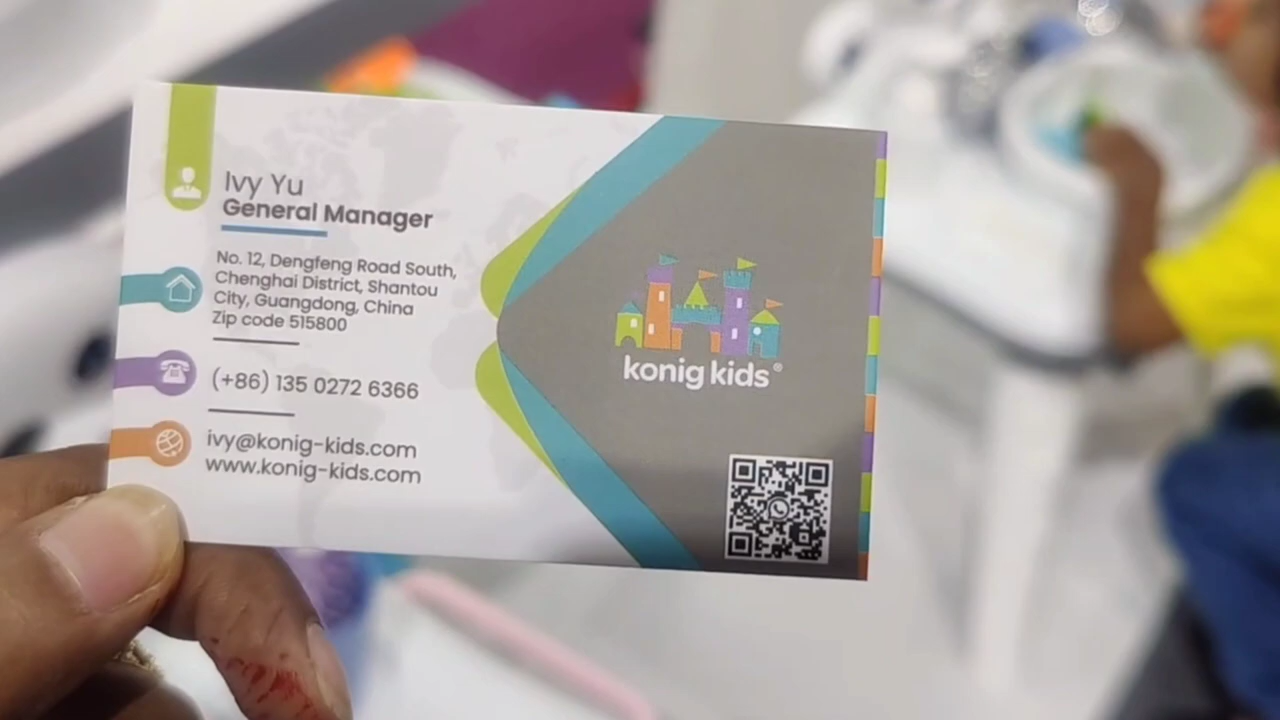 Ivy Yu
General Manager
No. 12, Dengfeng Road South,
Chenghai District, Shantou
City, Guangdong, China
Zip code 515800
(+86) 135 0272 6366
ivy@konig-kids.com
www.konig-kids.com
konig kids®